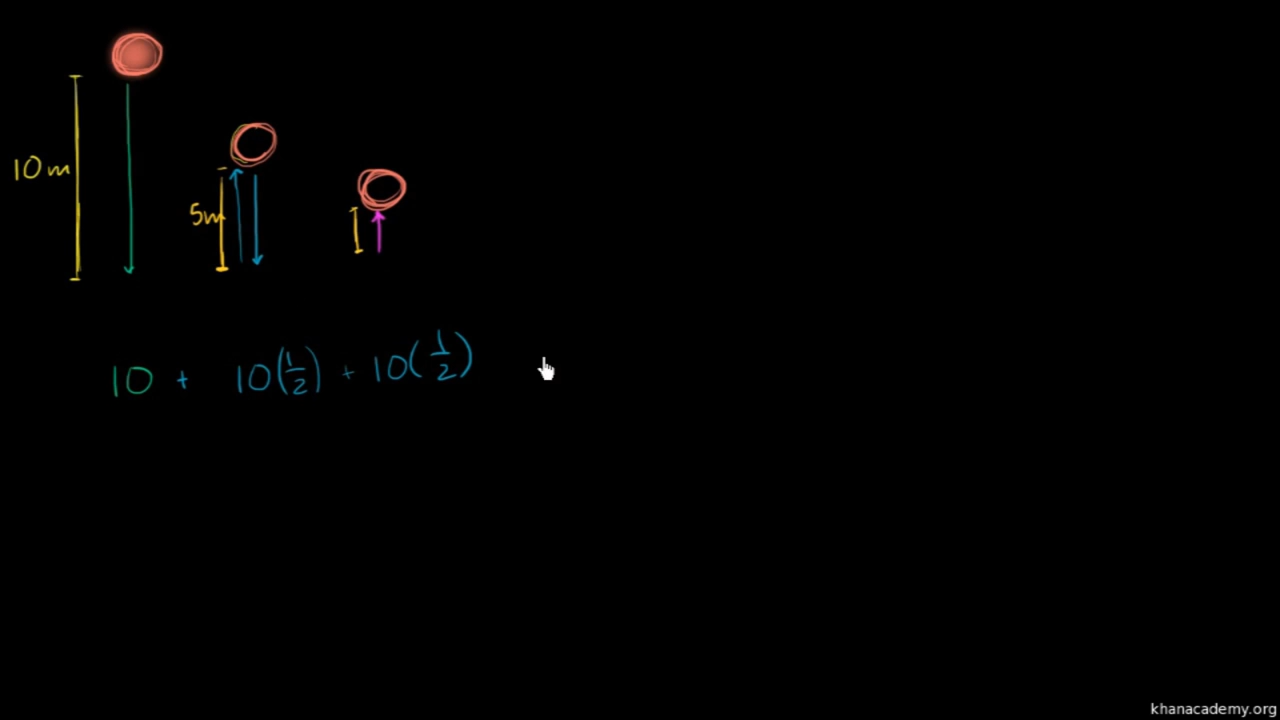 10m
5m
10 + 10(1/2) + 10(1/2)
khanacademy.org